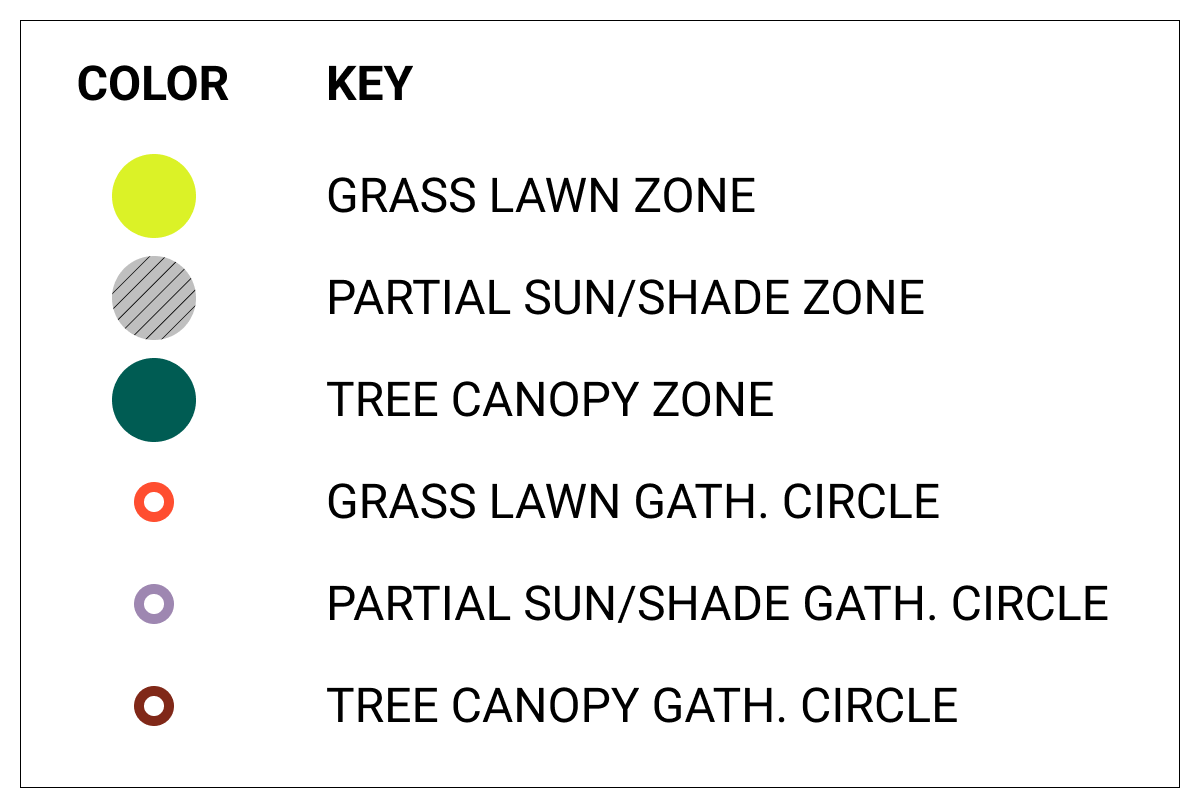 COLOR KEY
GRASS LAWN ZONE
PARTIAL SUN/SHADE ZONE
TREE CANOPY ZONE
GRASS LAWN GATH. CIRCLE
PARTIAL SUN/SHADE GATH. CIRCLE
TREE CANOPY GATH. CIRCLE